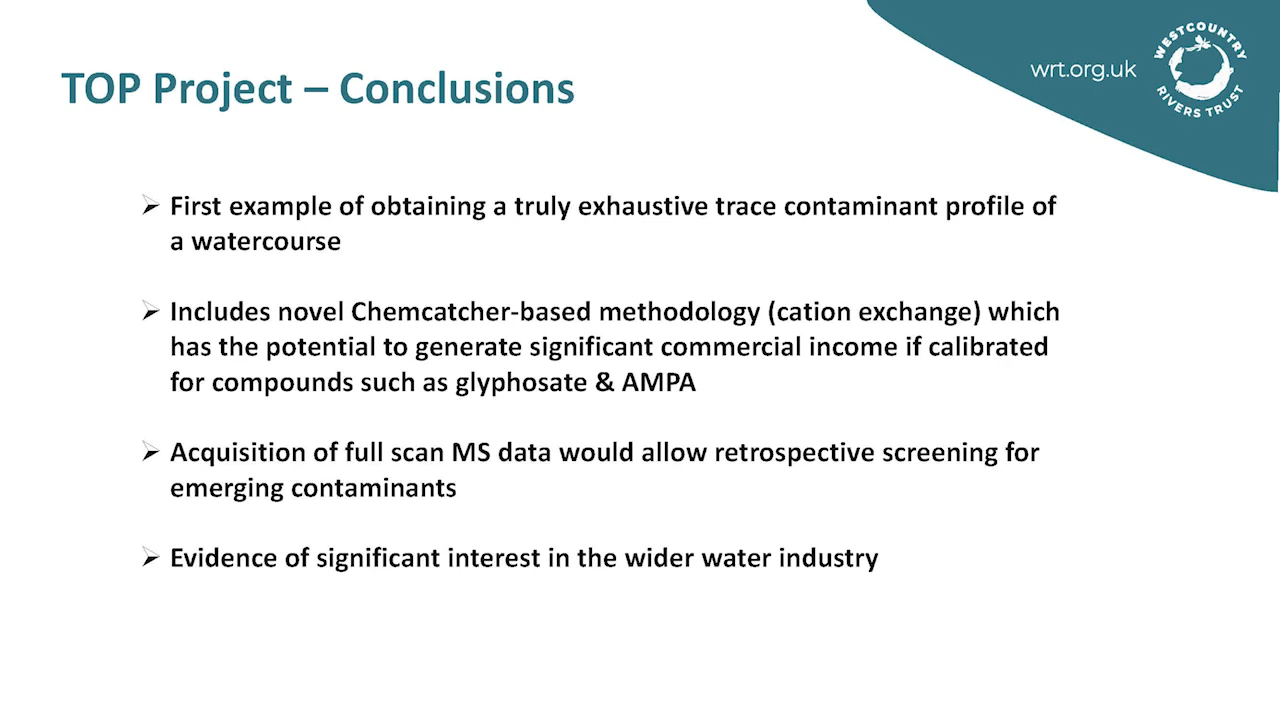 wrt.org.uk
WESTCOUNTRY
RIVERS TRUST
TOP Project – Conclusions
First example of obtaining a truly exhaustive trace contaminant profile of
a watercourse
Includes novel Chemcatcher-based methodology (cation exchange) which
has the potential to generate significant commercial income if calibrated
for compounds such as glyphosate & AMPA
Acquisition of full scan MS data would allow retrospective screening for
emerging contaminants
Evidence of significant interest in the wider water industry